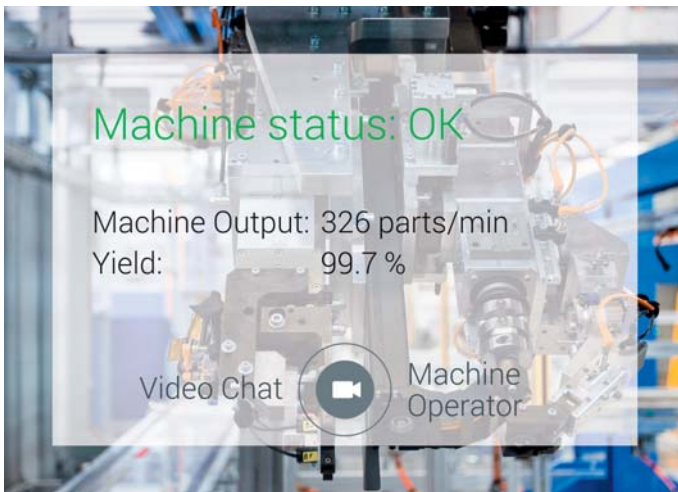 Machine status: OK
Machine Output: 326 parts/min
Yield: 99.7 %
Video Chat
Machine
Operator